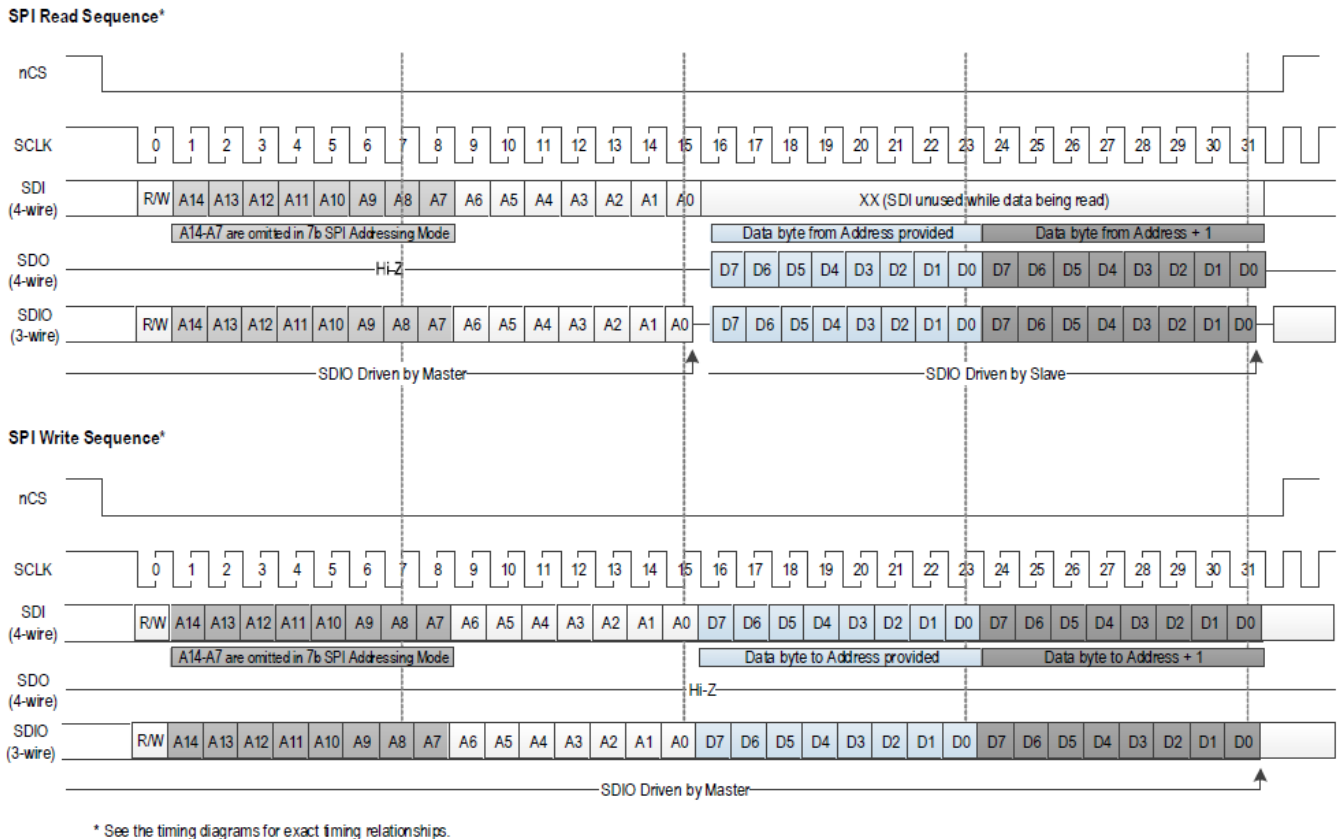 SPI Read Sequence*
nCS
SCLK 0 1 2 3 4 5 6 7 8 9 10 11 12 13 14 15 16 17 18 19 20 21 22 23 24 25 26 27 28 29 30 31
SDI
(4-wire)
R/W A14 A13 A12 A11 A10 A9 A8 A7 A6 A5 A4 A3 A2 A1 A0 XX (SDI unused while data being read)
A14-A7 are omitted in 7b SPI Addressing Mode Data byte from Address provided Data byte from Address + 1
SDO
(4-wire)
Hi-Z D7 D6 D5 D4 D3 D2 D1 D0 D7 D6 D5 D4 D3 D2 D1 D0
SDIO
(3-wire)
R/W A14 A13 A12 A11 A10 A9 A8 A7 A6 A5 A4 A3 A2 A1 A0 D7 D6 D5 D4 D3 D2 D1 D0 D7 D6 D5 D4 D3 D2 D1 D0
SDIO Driven by Master SDIO Driven by Slave
SPI Write Sequence*
nCS
SCLK 0 1 2 3 4 5 6 7 8 9 10 11 12 13 14 15 16 17 18 19 20 21 22 23 24 25 26 27 28 29 30 31
SDI
(4-wire)
R/W A14 A13 A12 A11 A10 A9 A8 A7 A6 A5 A4 A3 A2 A1 A0 D7 D6 D5 D4 D3 D2 D1 D0 D7 D6 D5 D4 D3 D2 D1 D0
A14-A7 are omitted in 7b SPI Addressing Mode Data byte to Address provided Data byte to Address + 1
SDO
(4-wire)
Hi-Z
SDIO
(3-wire)
R/W A14 A13 A12 A11 A10 A9 A8 A7 A6 A5 A4 A3 A2 A1 A0 D7 D6 D5 D4 D3 D2 D1 D0 D7 D6 D5 D4 D3 D2 D1 D0
SDIO Driven by Master
* See the timing diagrams for exact timing relationships.